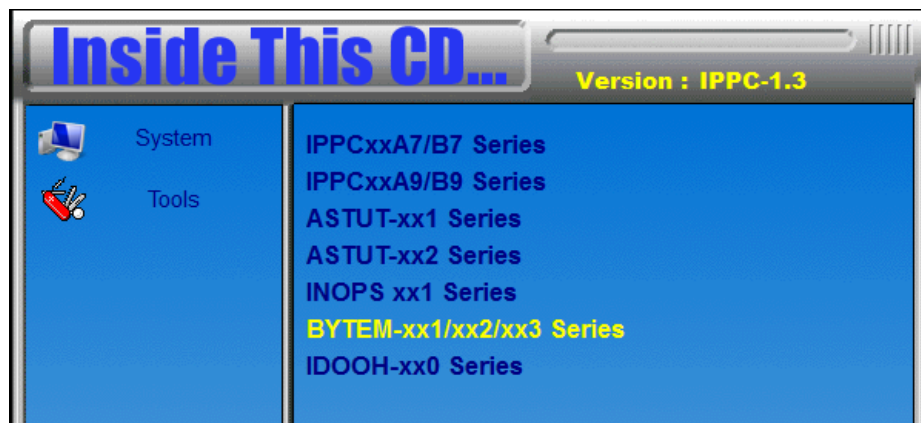 Inside This CD...
Version : IPPC-1.3
System
Tools
IPPCxxA7/B7 Series
IPPCxxA9/B9 Series
ASTUT-xx1 Series
ASTUT-xx2 Series
INOPS xx1 Series
BYTEM-xx1/xx2/xx3 Series
IDOOH-xx0 Series